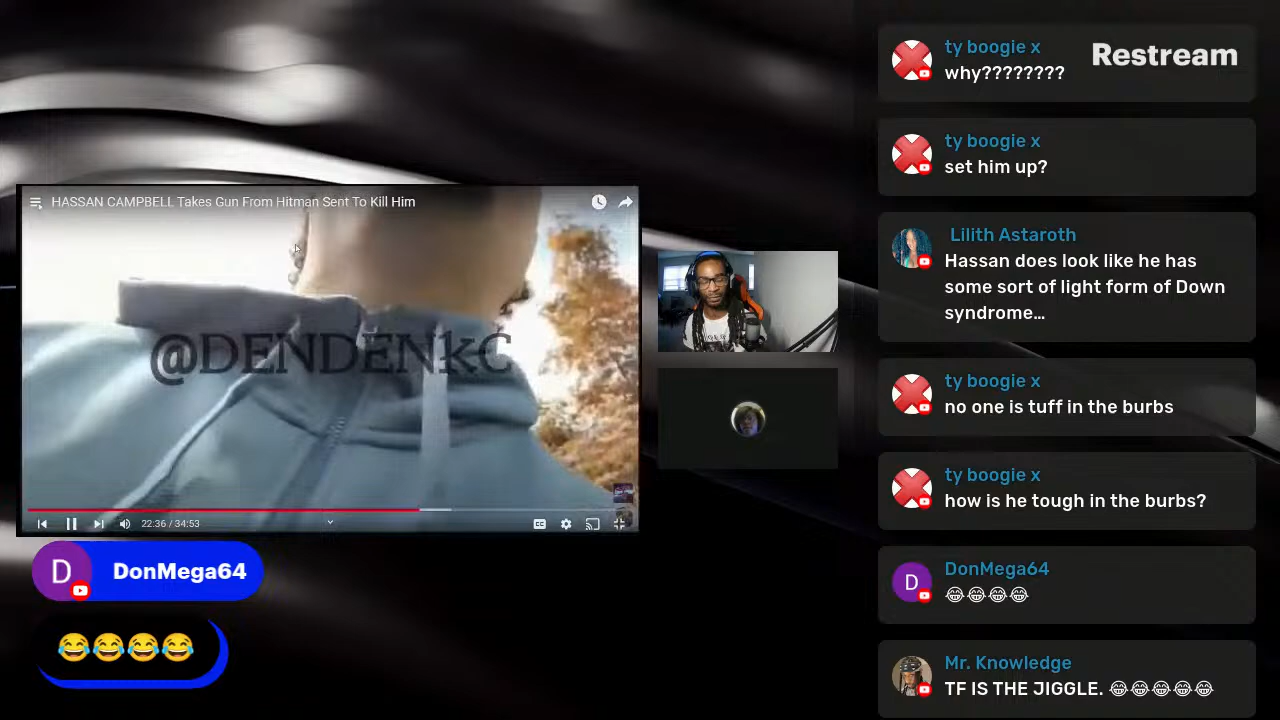 HASSAN CAMPBELL Takes Gun From Hitman Sent To Kill Him
@DENDENkC
22:36 / 34:53
CC
D DonMega64
😂😂😂😂
Restream
ty boogie x
why????????
ty boogie x
set him up?
Lilith Astaroth
Hassan does look like he has
some sort of light form of Down
syndrome...
ty boogie x
no one is tuff in the burbs
ty boogie x
how is he tough in the burbs?
D DonMega64
😂😂😂😂
Mr. Knowledge
TF IS THE JIGGLE. 😂😂😂😂😂